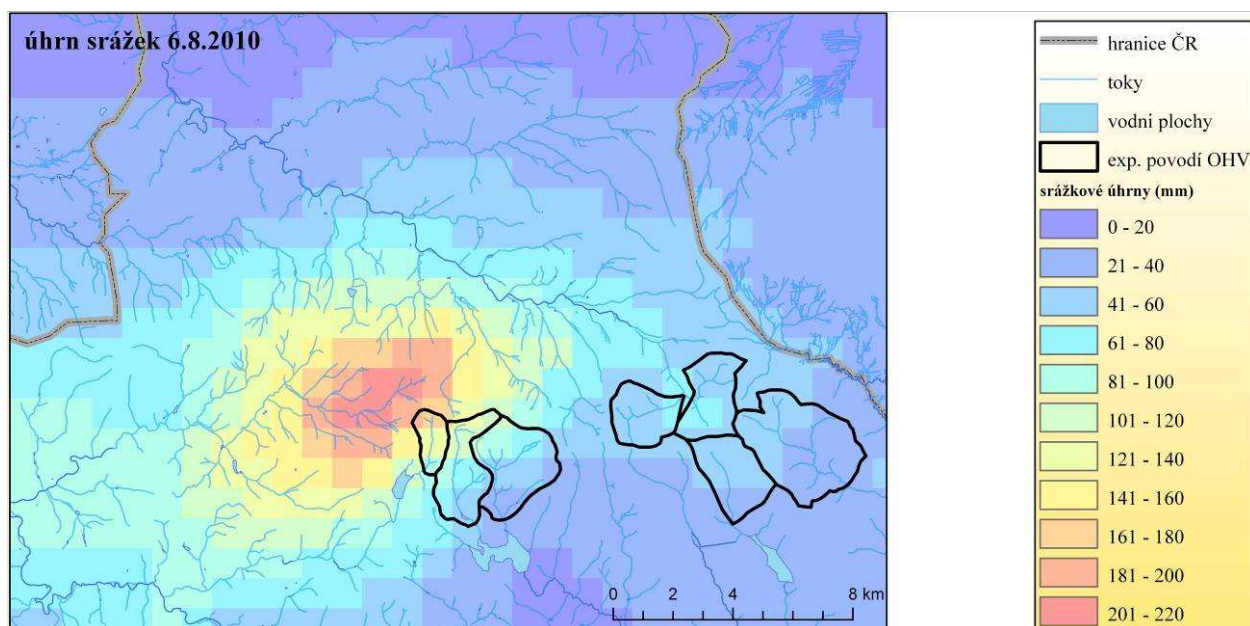 úhrn srážek 6.8.2010
0 2 4 8 km
hranice ČR
toky
vodni plochy
exp. povodí OHV
srážkové úhrny (mm)
0 - 20
21 - 40
41 - 60
61 - 80
81 - 100
101 - 120
121 - 140
141 - 160
161 - 180
181 - 200
201 - 220